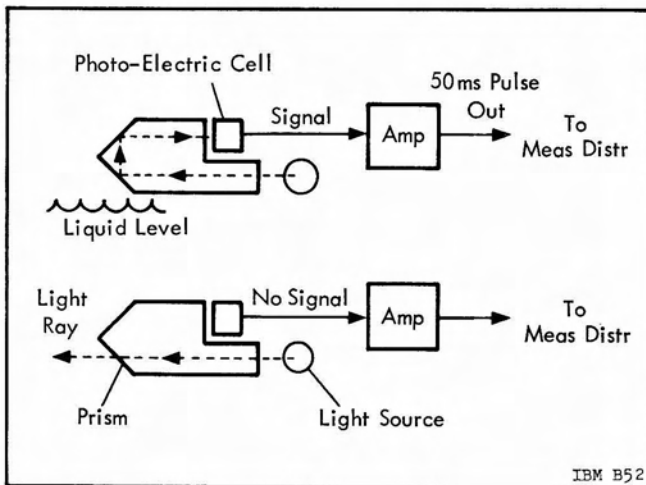 Photo-Electric Cell
50ms Pulse
Out
Signal
Amp
To
Meas Distr
Liquid Level
Light
Ray
No Signal
Amp
To
Meas Distr
Prism
Light Source
IBM B52